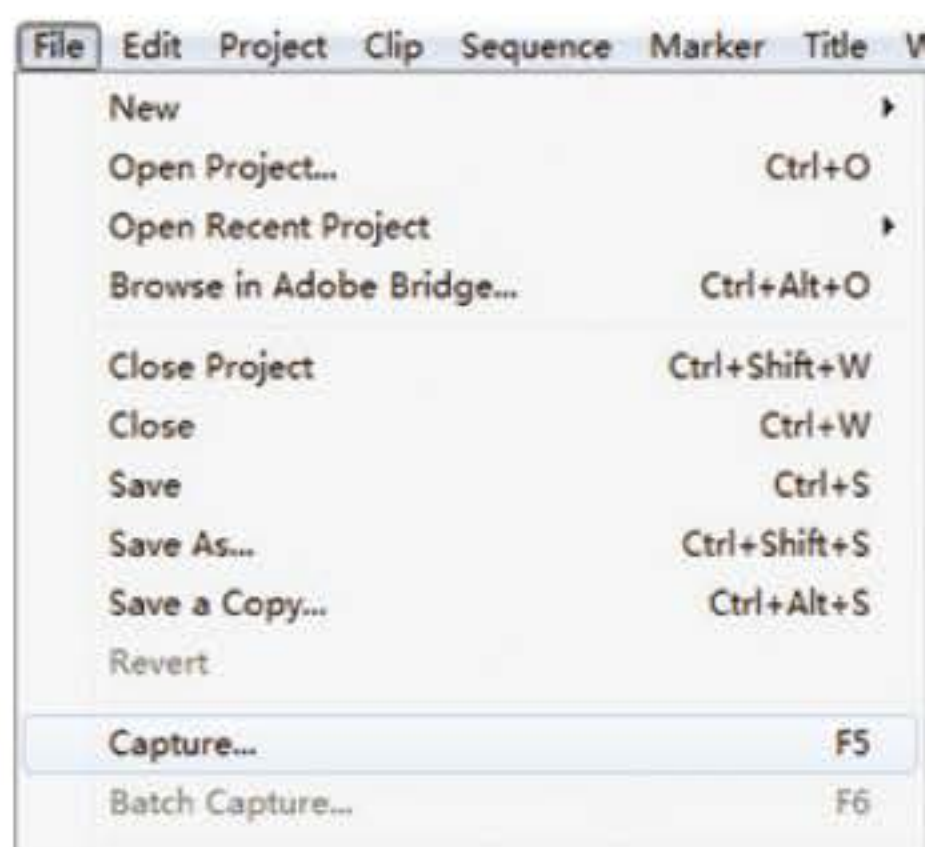 File Edit Project Clip Sequence Marker Title
New
Open Project... Ctrl+O
Open Recent Project
Browse in Adobe Bridge... Ctrl+Alt+O
Close Project Ctrl+Shift+W
Close Ctrl+W
Save Ctrl+S
Save As... Ctrl+Shift+S
Save a Copy... Ctrl+Alt+S
Revert
Capture... F5
Batch Capture... F6